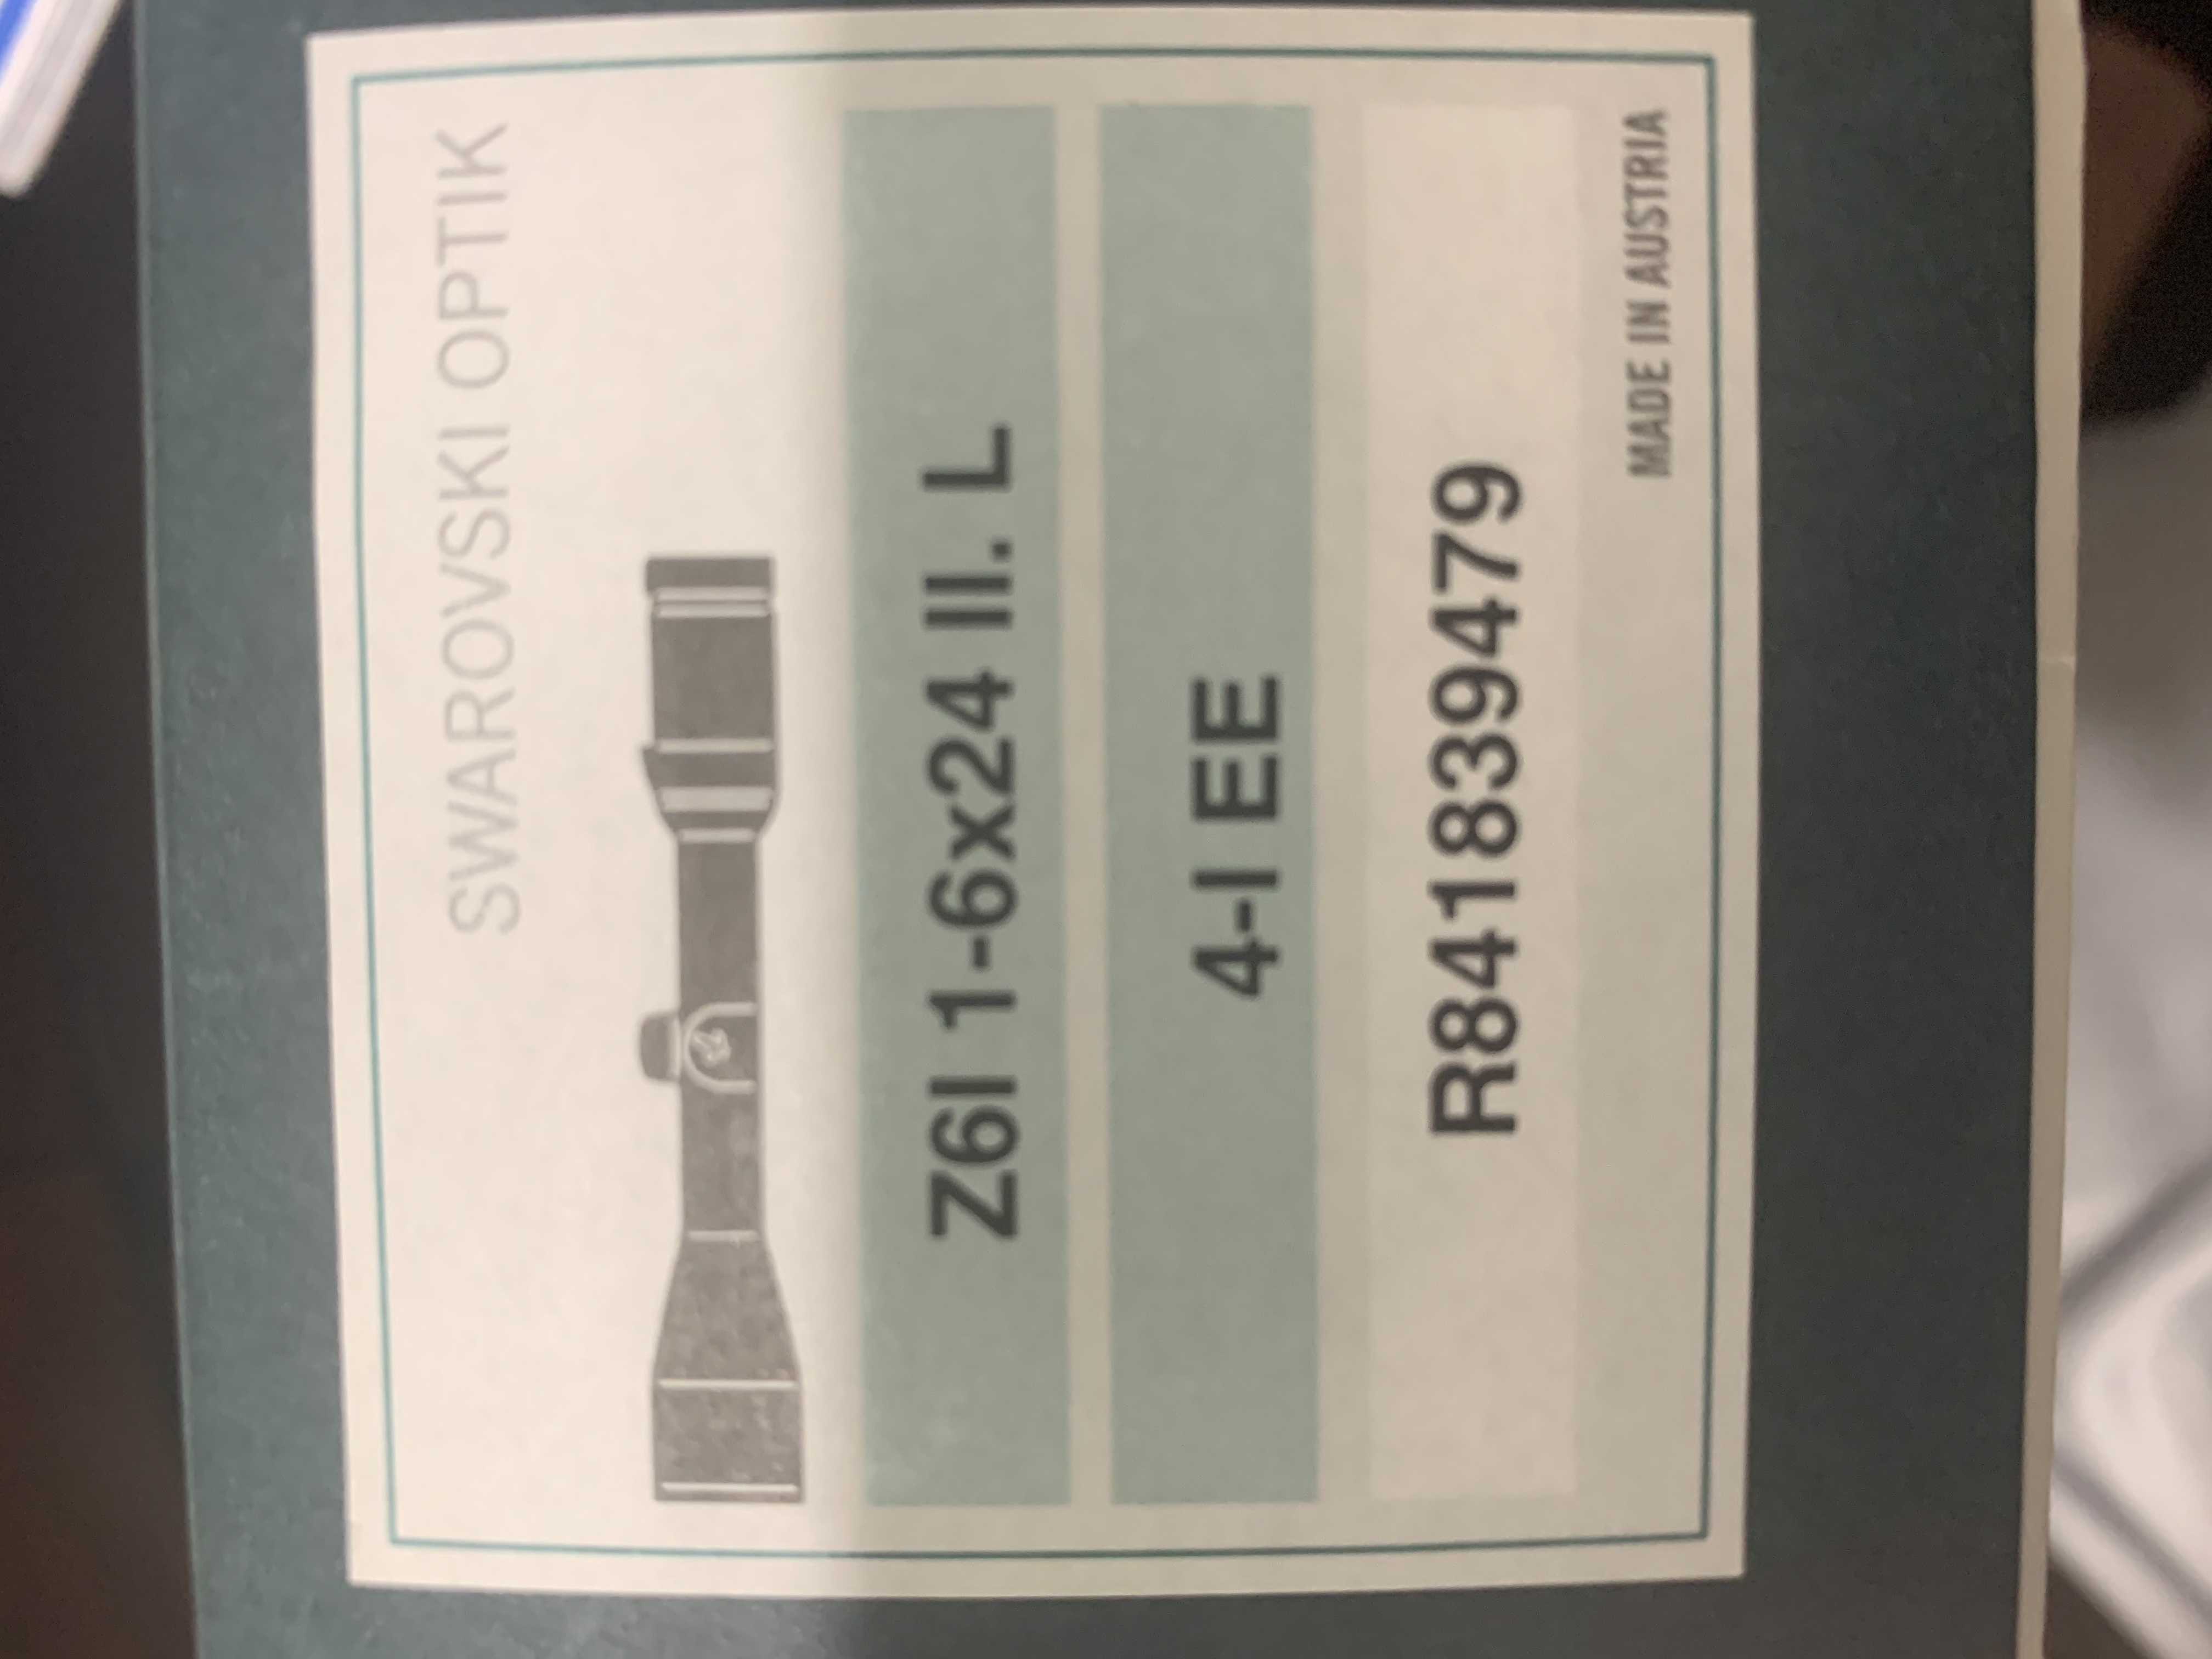 SWAROVSKI OPTIK
Z6I 1-6x24 II. L
4-I EE
R841839479
MADE IN AUSTRIA